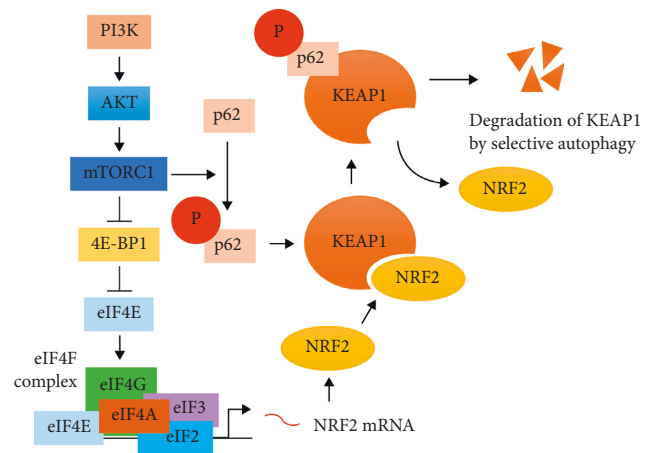 PI3K
AKT
mTORC1
4E-BP1
eIF4E
eIF4F
complex
eIF4G
eIF3
eIF4A
eIF4E
eIF2
p62
P
p62
P
p62
KEAP1
Degradation of KEAP1
by selective autophagy
NRF2
KEAP1
NRF2
NRF2
NRF2 mRNA